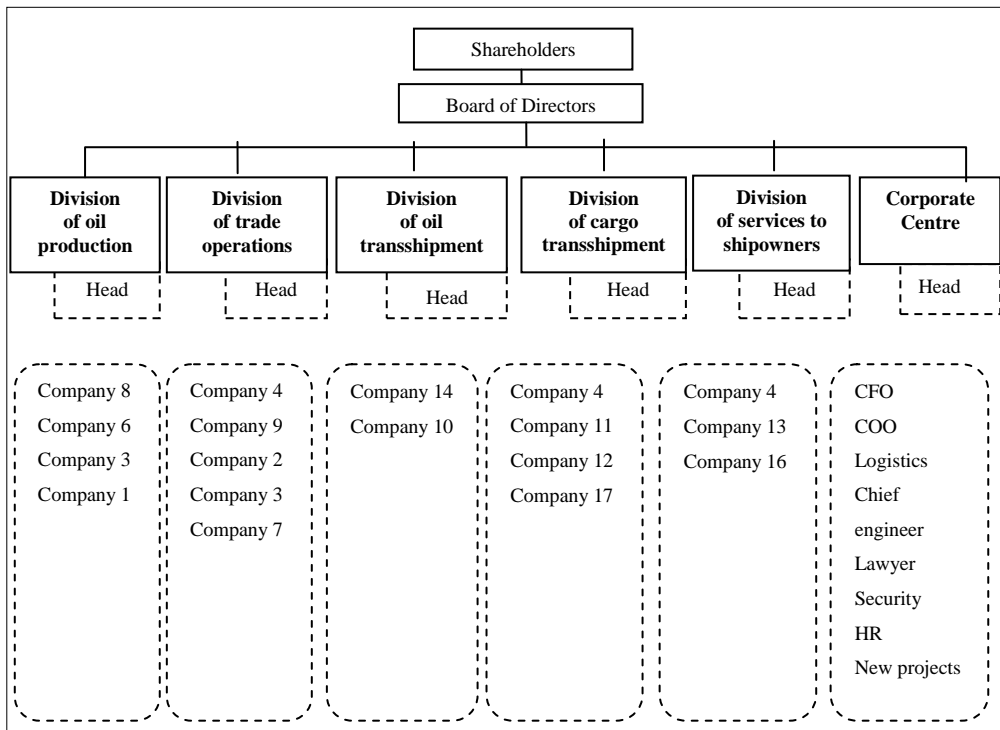 Shareholders
Board of Directors
Division
of oil
production
Head
Division
of trade
operations
Head
Division
of oil
transshipment
Head
Division
of cargo
transshipment
Head
Division
of services to
shipowners
Head
Corporate
Centre
Head
Company 8
Company 6
Company 3
Company 1
Company 4
Company 9
Company 2
Company 3
Company 7
Company 14
Company 10
Company 4
Company 11
Company 12
Company 17
Company 4
Company 13
Company 16
CFO
COO
Logistics
Chief
engineer
Lawyer
Security
HR
New projects